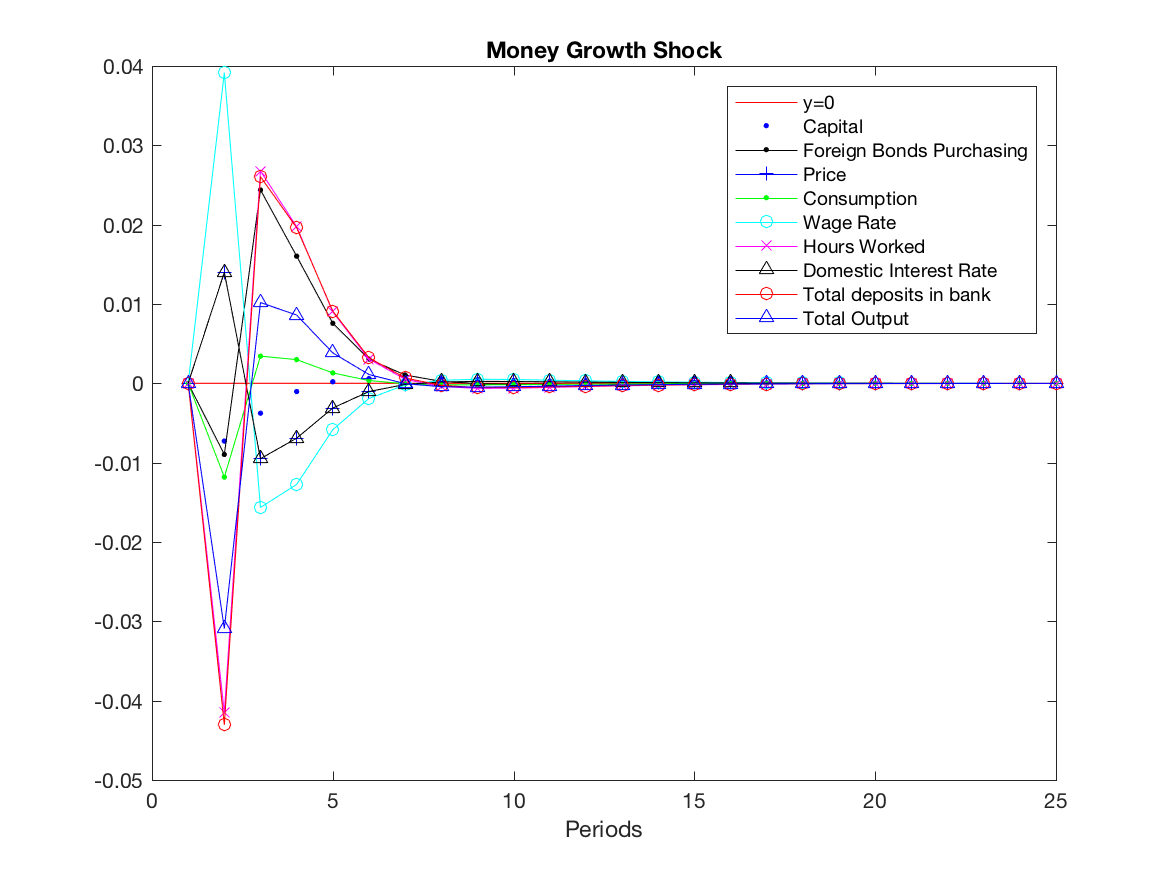 Money Growth Shock
0.04
0.03
0.02
0.01
0
-0.01
-0.02
-0.03
-0.04
-0.05
y=0
Capital
Foreign Bonds Purchasing
Price
Consumption
Wage Rate
Hours Worked
Domestic Interest Rate
Total deposits in bank
Total Output
0 5 10 15 20 25
Periods